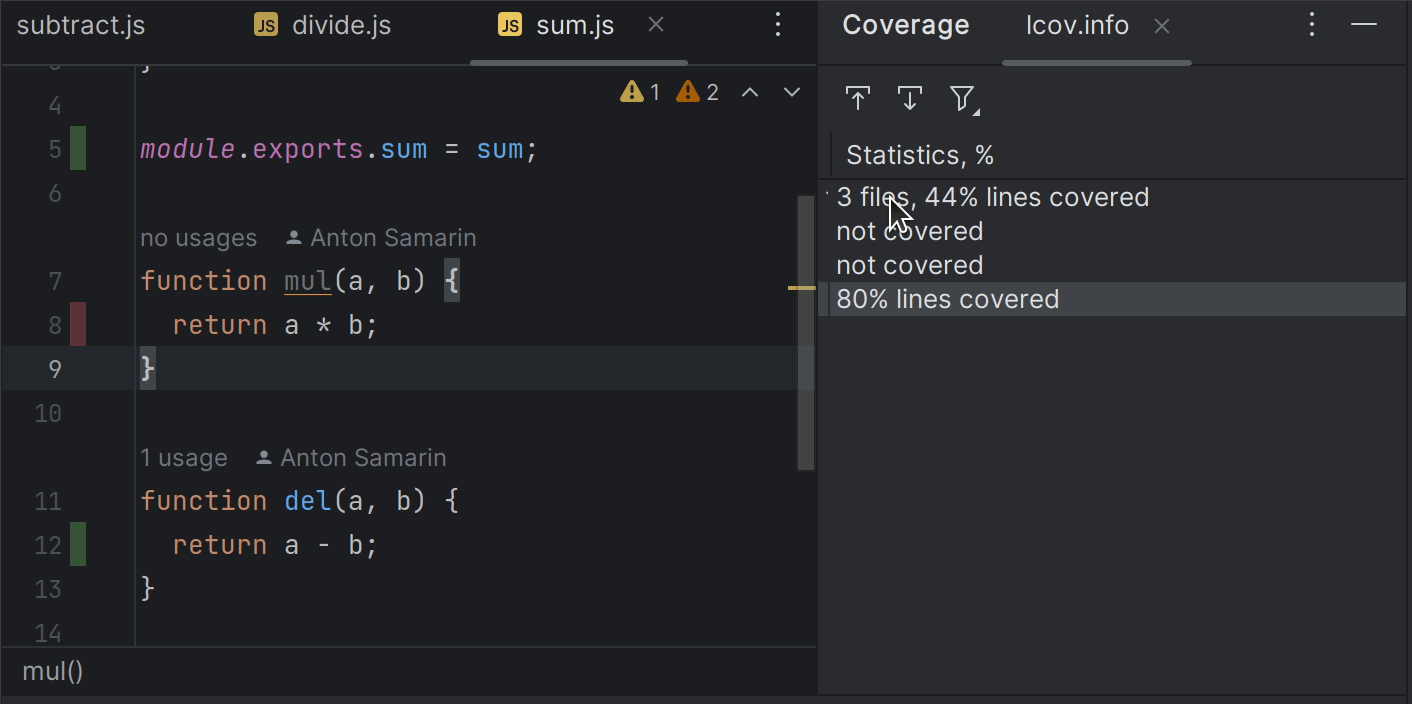 subtract.js
JS divide.js
JS sum.js
1 2
}
4
5 module.exports.sum = sum;
6
no usages Anton Samarin
7 function mul(a, b) {
8 return a * b;
9 }
10
1 usage Anton Samarin
11 function del(a, b) {
12 return a - b;
13 }
14
mul()
Coverage
lcov.info
Statistics, %
3 files, 44% lines covered
not covered
not covered
80% lines covered